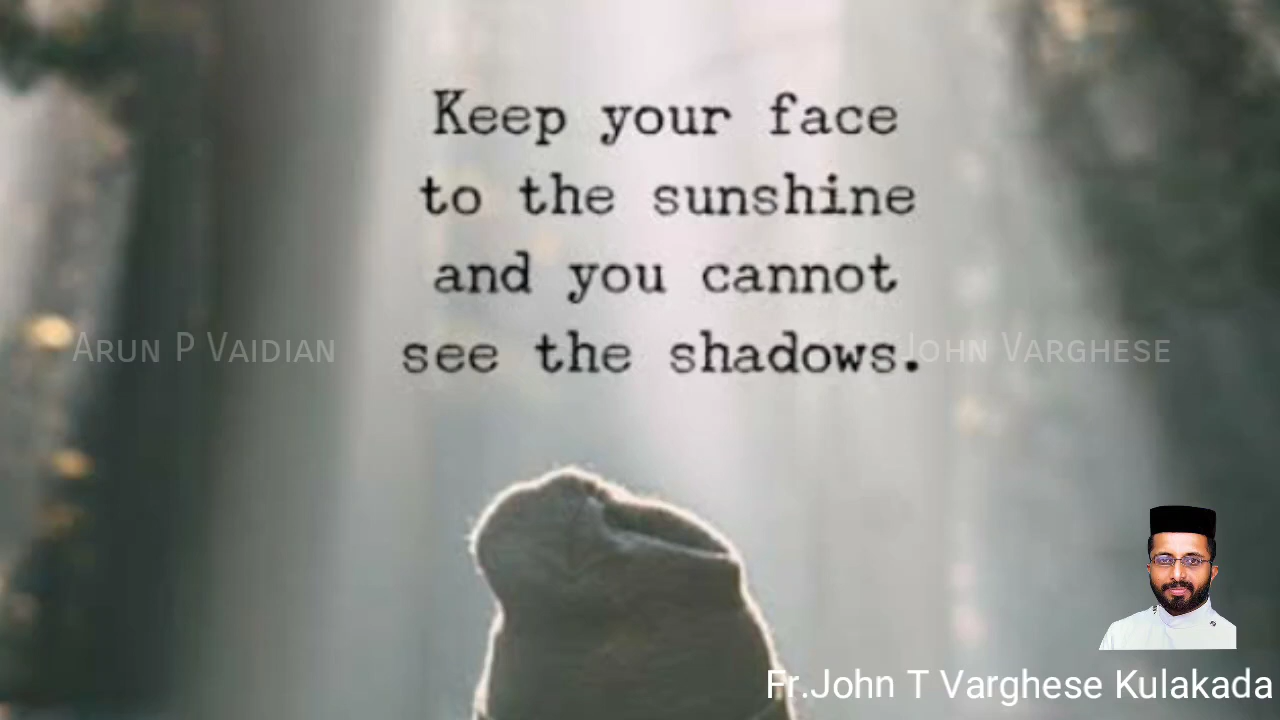 Keep your face
to the sunshine
and you cannot
see the shadows.
Arun P Vaidian
John Varghese
Fr.John T Varghese Kulakada